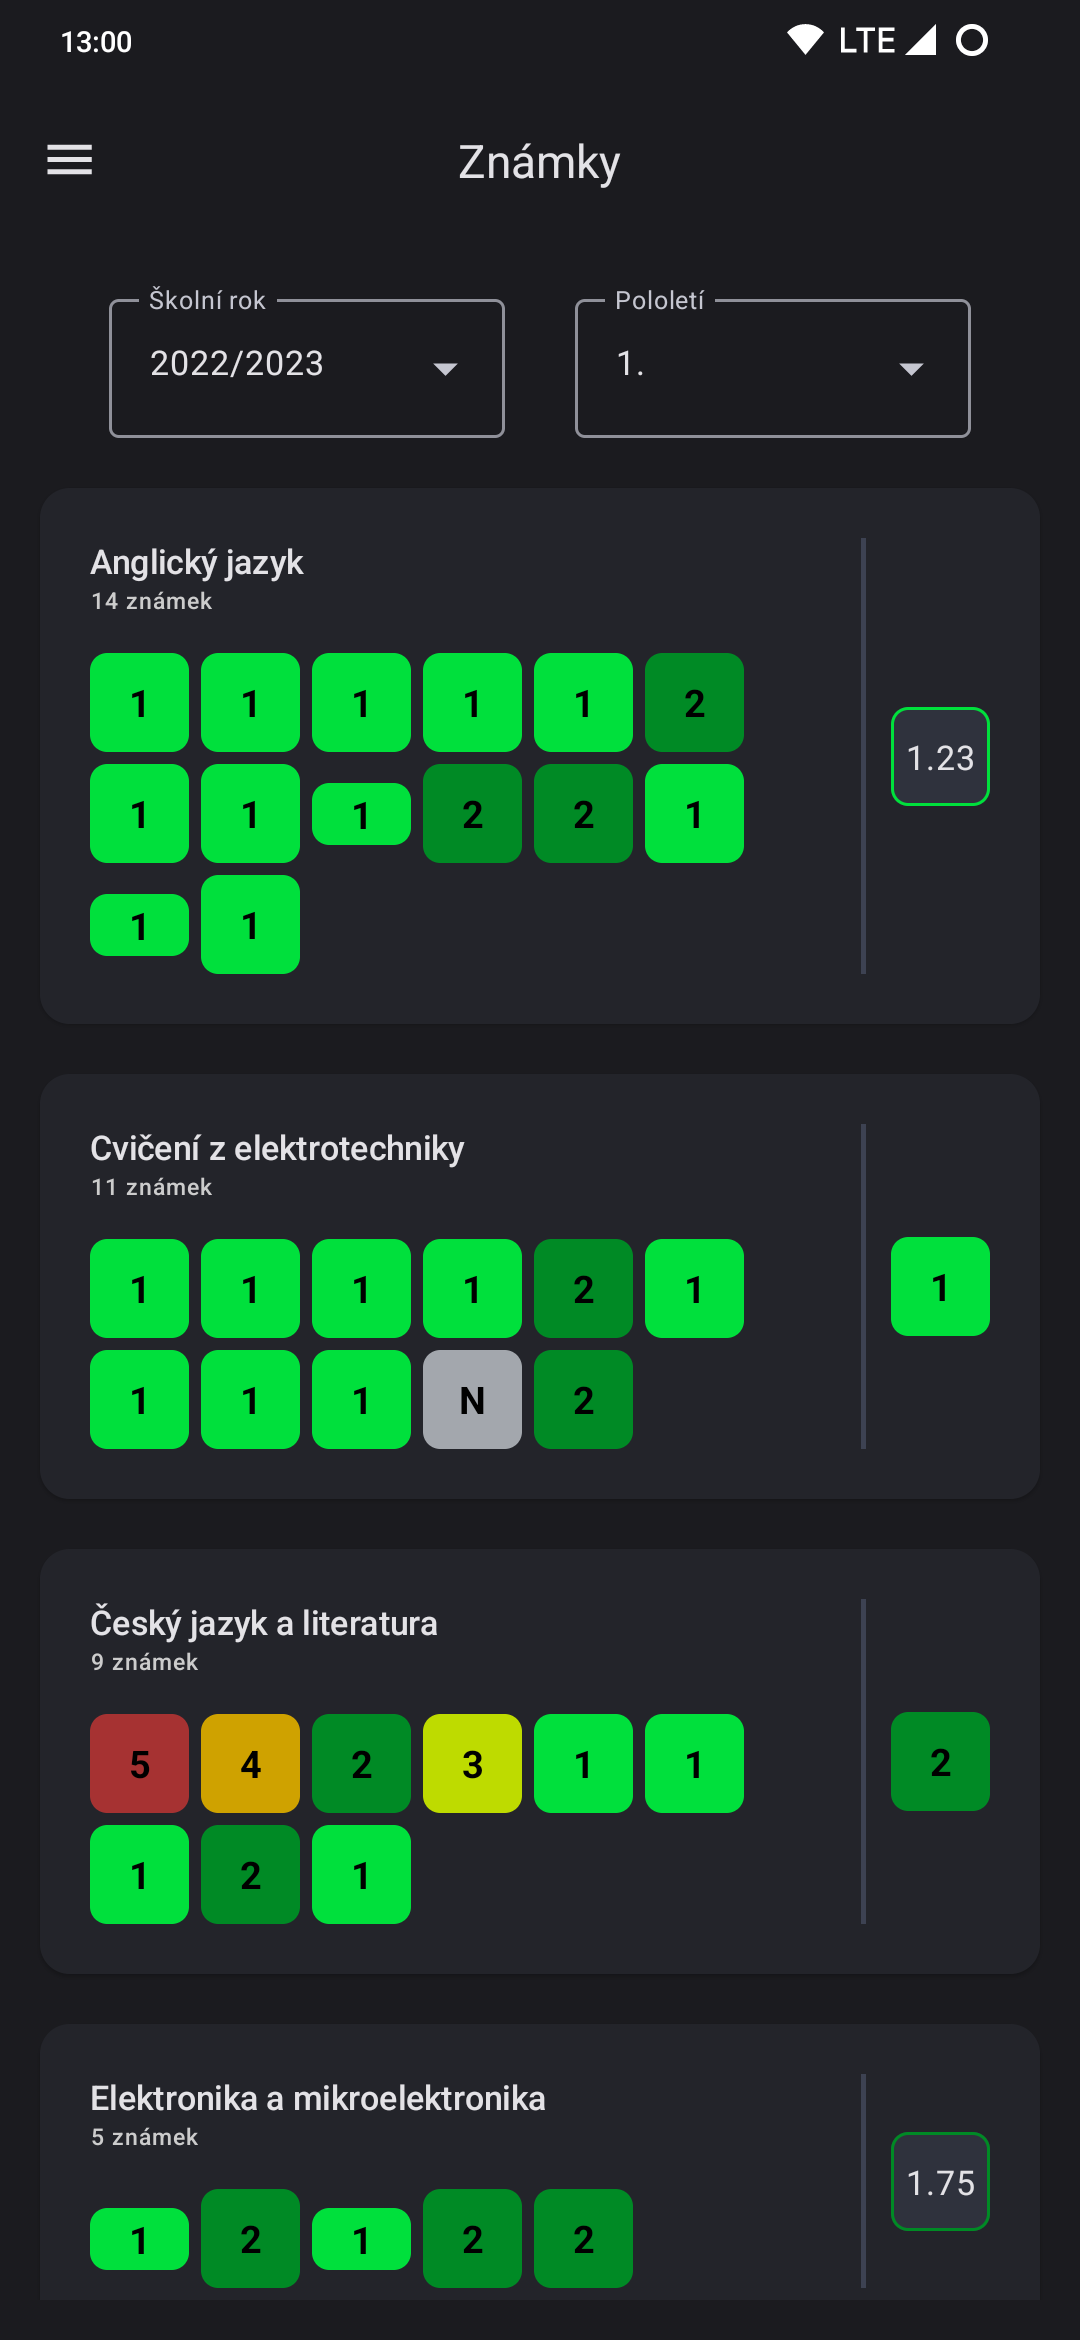 13:00 LTE
Známky
Školní rok Pololetí
2022/2023 1.
Anglický jazyk
14 známek
1 1 1 1 1 2
1.23
1 1 1 2 2 1
1 1
Cvičení z elektrotechniky
11 známek
1 1 1 1 2 1
1
1 1 1 N 2
Český jazyk a literatura
9 známek
5 4 2 3 1 1
2
1 2 1
Elektronika a mikroelektronika
5 známek
1.75
1 2 1 2 2